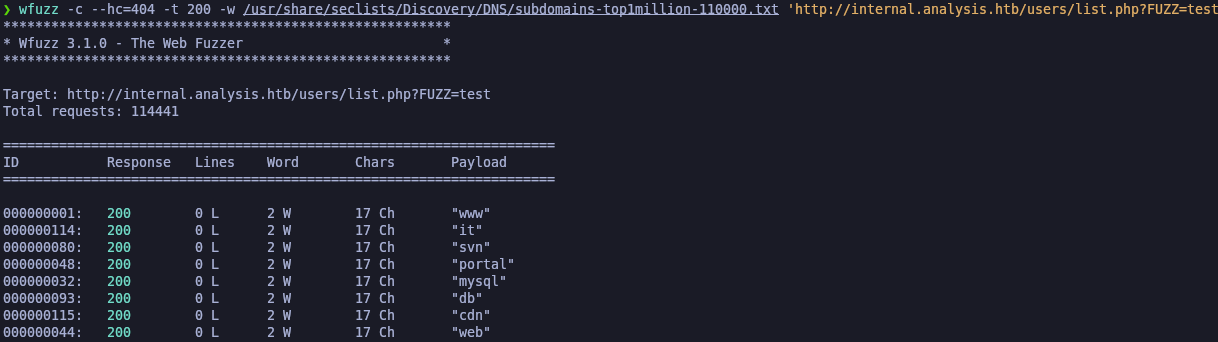 ❯ wfuzz -c --hc=404 -t 200 -w /usr/share/seclists/Discovery/DNS/subdomains-top1million-110000.txt 'http://internal.analysis.htb/users/list.php?FUZZ=test
********************************************************
* Wfuzz 3.1.0 - The Web Fuzzer                         *
********************************************************

Target: http://internal.analysis.htb/users/list.php?FUZZ=test
Total requests: 114441

=====================================================================
ID           Response   Lines    Word       Chars       Payload
=====================================================================

000000001:   200        0 L      2 W        17 Ch       "www"
000000114:   200        0 L      2 W        17 Ch       "it"
000000080:   200        0 L      2 W        17 Ch       "svn"
000000048:   200        0 L      2 W        17 Ch       "portal"
000000032:   200        0 L      2 W        17 Ch       "mysql"
000000093:   200        0 L      2 W        17 Ch       "db"
000000115:   200        0 L      2 W        17 Ch       "cdn"
000000044:   200        0 L      2 W        17 Ch       "web"